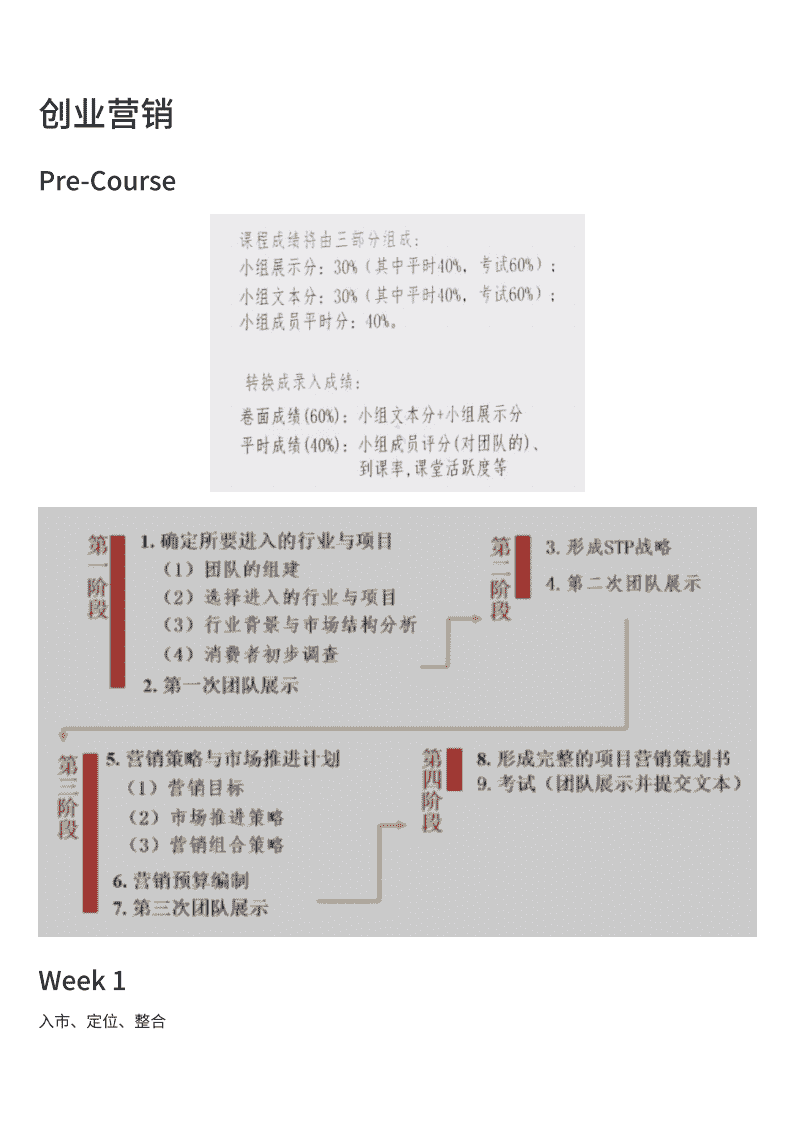 创业营销
Pre-Course
课程成绩将由三部分组成：
小组展示分：30%（其中平时40%，考试60%）；
小组文本分：30%（其中平时40%，考试60%）；
小组成员平时分：40%。
转换成录入成绩：
卷面成绩(60%)：小组文本分+小组展示分
平时成绩(40%)：小组成员评分(对团队的)、
到课率,课堂活跃度等
第一阶段
1. 确定所要进入的行业与项目
（1）团队的组建
（2）选择进入的行业与项目
（3）行业背景与市场结构分析
（4）消费者初步调查
2. 第一次团队展示
第二阶段
3. 形成STP战略
4. 第二次团队展示
第三阶段
5. 营销策略与市场推进计划
（1）营销目标
（2）市场推进策略
（3）营销组合策略
6. 营销预算编制
7. 第三次团队展示
第四阶段
8. 形成完整的项目营销策划书
9. 考试（团队展示并提交文本）
Week 1
入市、定位、整合